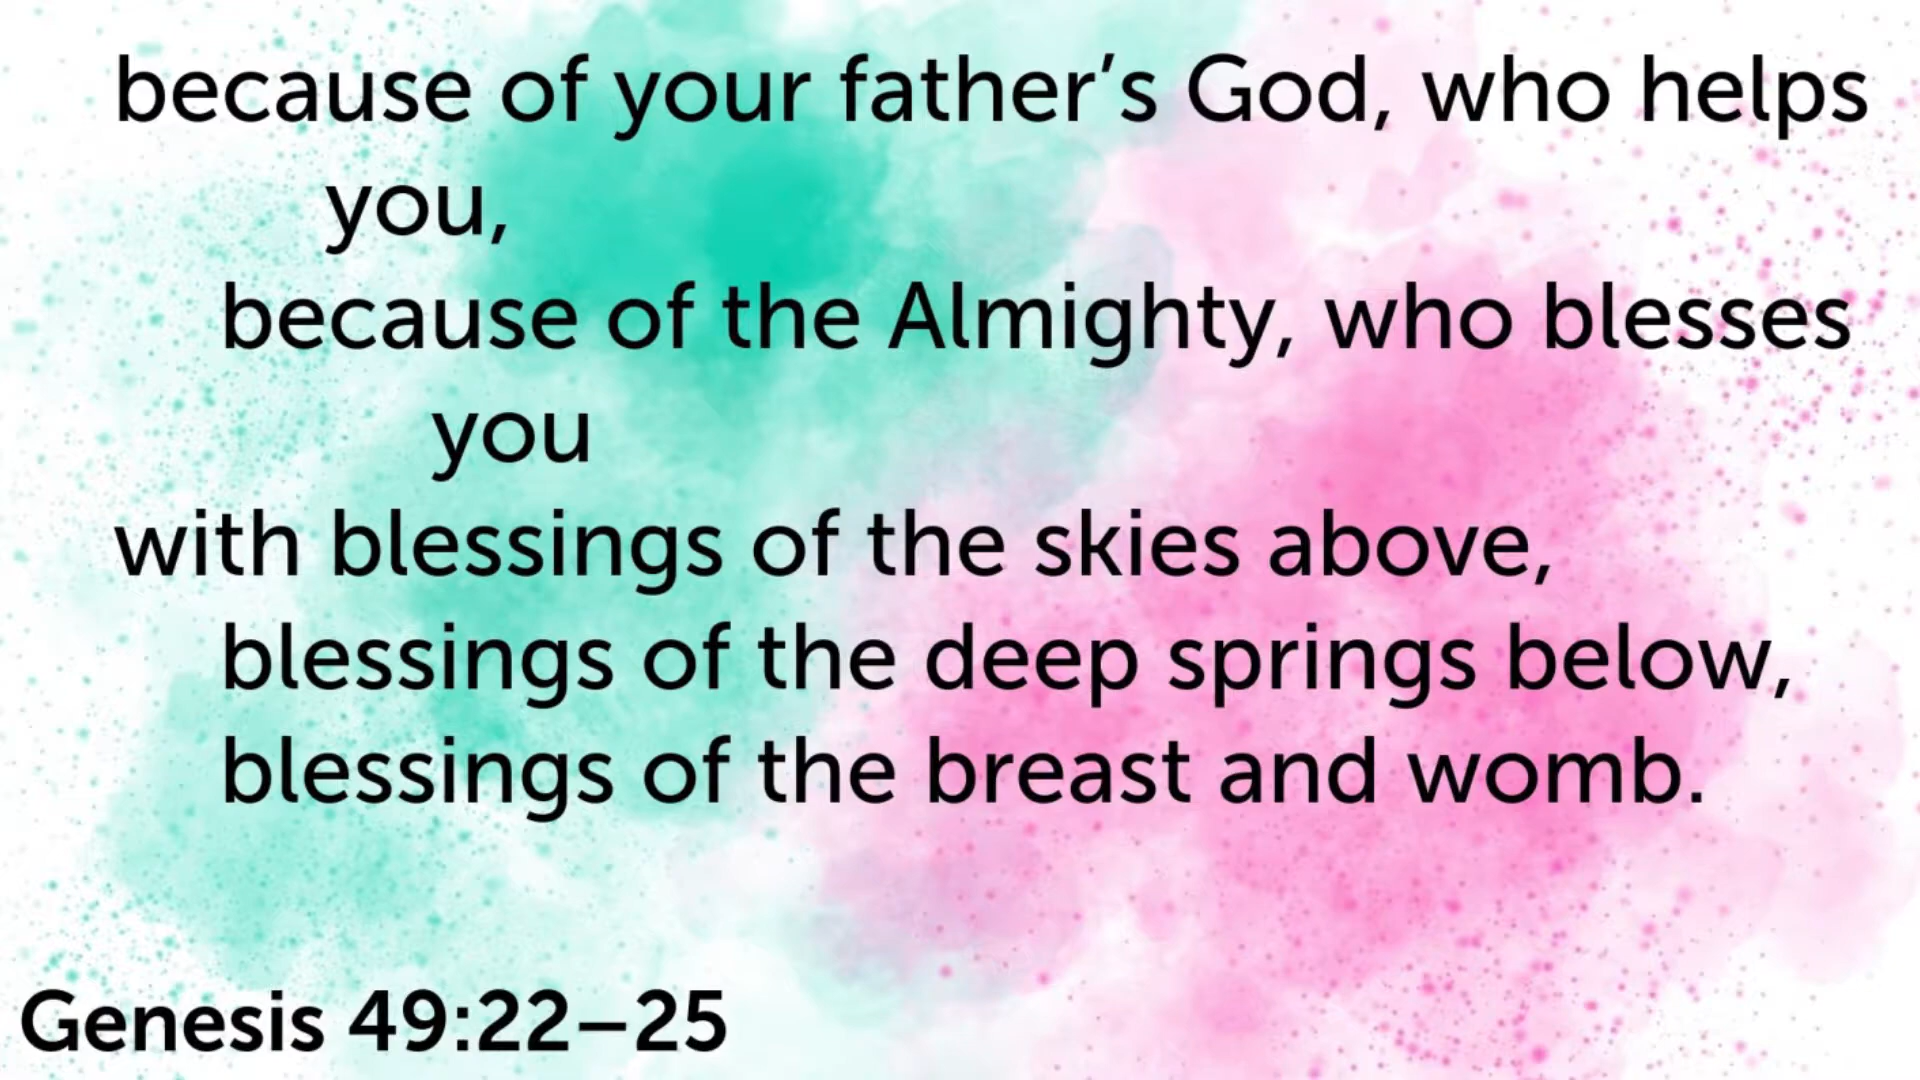 because of your father’s God, who helps
you,
because of the Almighty, who blesses
you
with blessings of the skies above,
blessings of the deep springs below,
blessings of the breast and womb.
Genesis 49:22–25